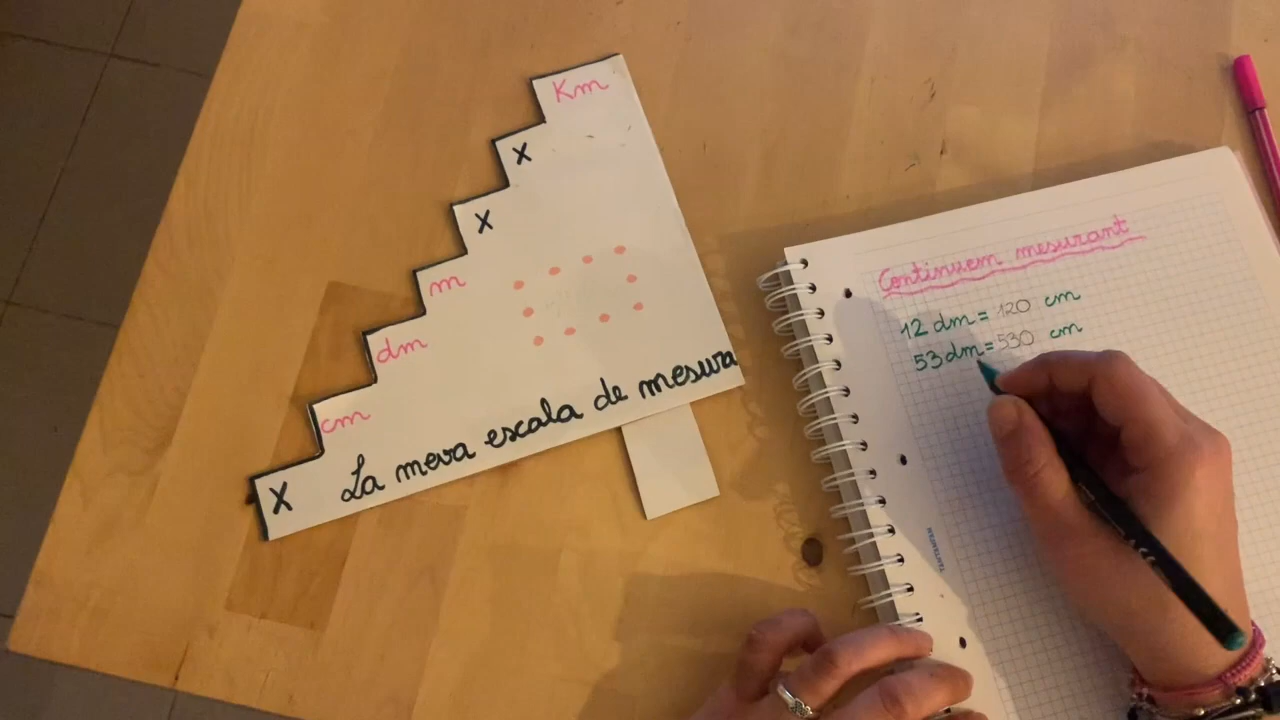 Km
X
X
m
dm
cm
X
La meva escala de mesura
Continuem mesurant
12 dm = 120 cm
53 dm = 530 cm